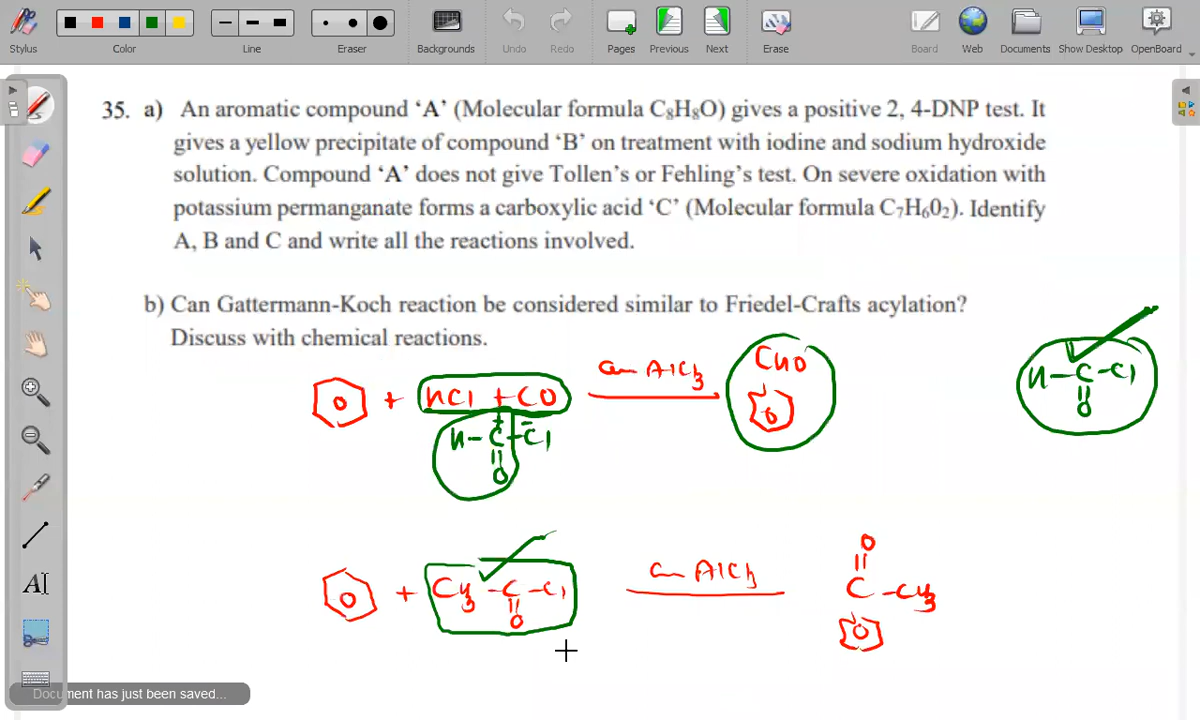 Stylus Color Line Eraser Backgrounds Undo Redo Pages Previous Next Erase Board Web Documents Show Desktop OpenBoard
35. a) An aromatic compound ‘A’ (Molecular formula C₈H₈O) gives a positive 2, 4-DNP test. It
gives a yellow precipitate of compound ‘B’ on treatment with iodine and sodium hydroxide
solution. Compound ‘A’ does not give Tollen’s or Fehling’s test. On severe oxidation with
potassium permanganate forms a carboxylic acid ‘C’ (Molecular formula C₇H₆0₂). Identify
A, B and C and write all the reactions involved.
b) Can Gattermann-Koch reaction be considered similar to Friedel-Crafts acylation?
Discuss with chemical reactions.
CHO
an AlCl₃
+ HCl + CO
H-C-Cl
O
H-C-Cl
O
O
+ CH₃-C-Cl
O
an AlCl₃
C-CH₃
AI
Document has just been saved...